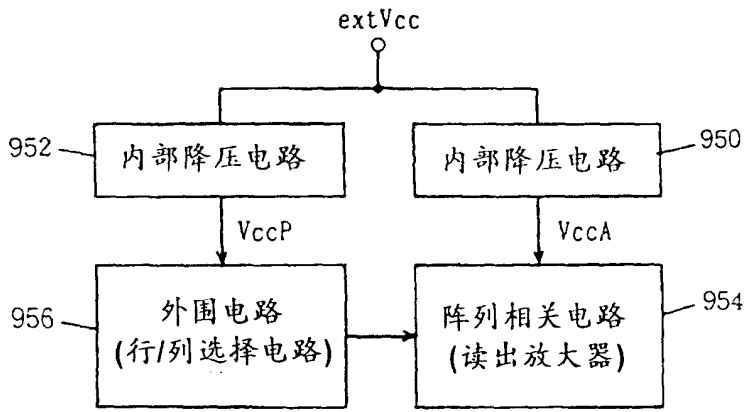 extVcc
952
内部降压电路
内部降压电路
950
VccP
VccA
956
外围电路
(行/列选择电路)
阵列相关电路
(读出放大器)
954